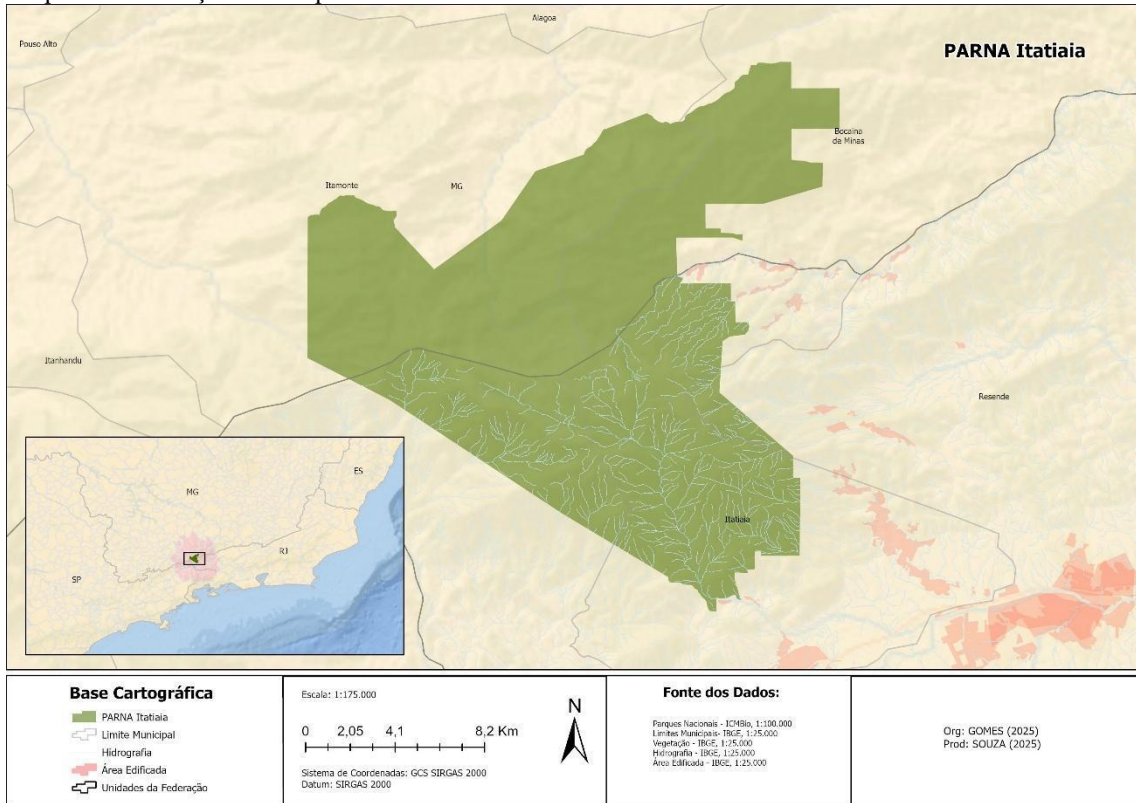 Alagoa
Pouso Alto
PARNA Itatiaia
Bocaina
de Minas
Itamonte
MG
Itanhandu
Resende
Itatiaia
ES
MG
RJ
SP
Base Cartográfica
PARNA Itatiaia
Limite Municipal
Hidrografia
Área Edificada
Unidades da Federação
Escala: 1:175.000
0 2,05 4,1 8,2 Km
N
Sistema de Coordenadas: GCS SIRGAS 2000
Datum: SIRGAS 2000
Fonte dos Dados:
Parques Nacionais - ICMBio, 1:100.000
Limites Municipais- IBGE, 1:25.000
Vegetação - IBGE, 1:25.000
Hidrografia - IBGE, 1:25.000
Área Edificada - IBGE, 1:25.000
Org: GOMES (2025)
Prod: SOUZA (2025)